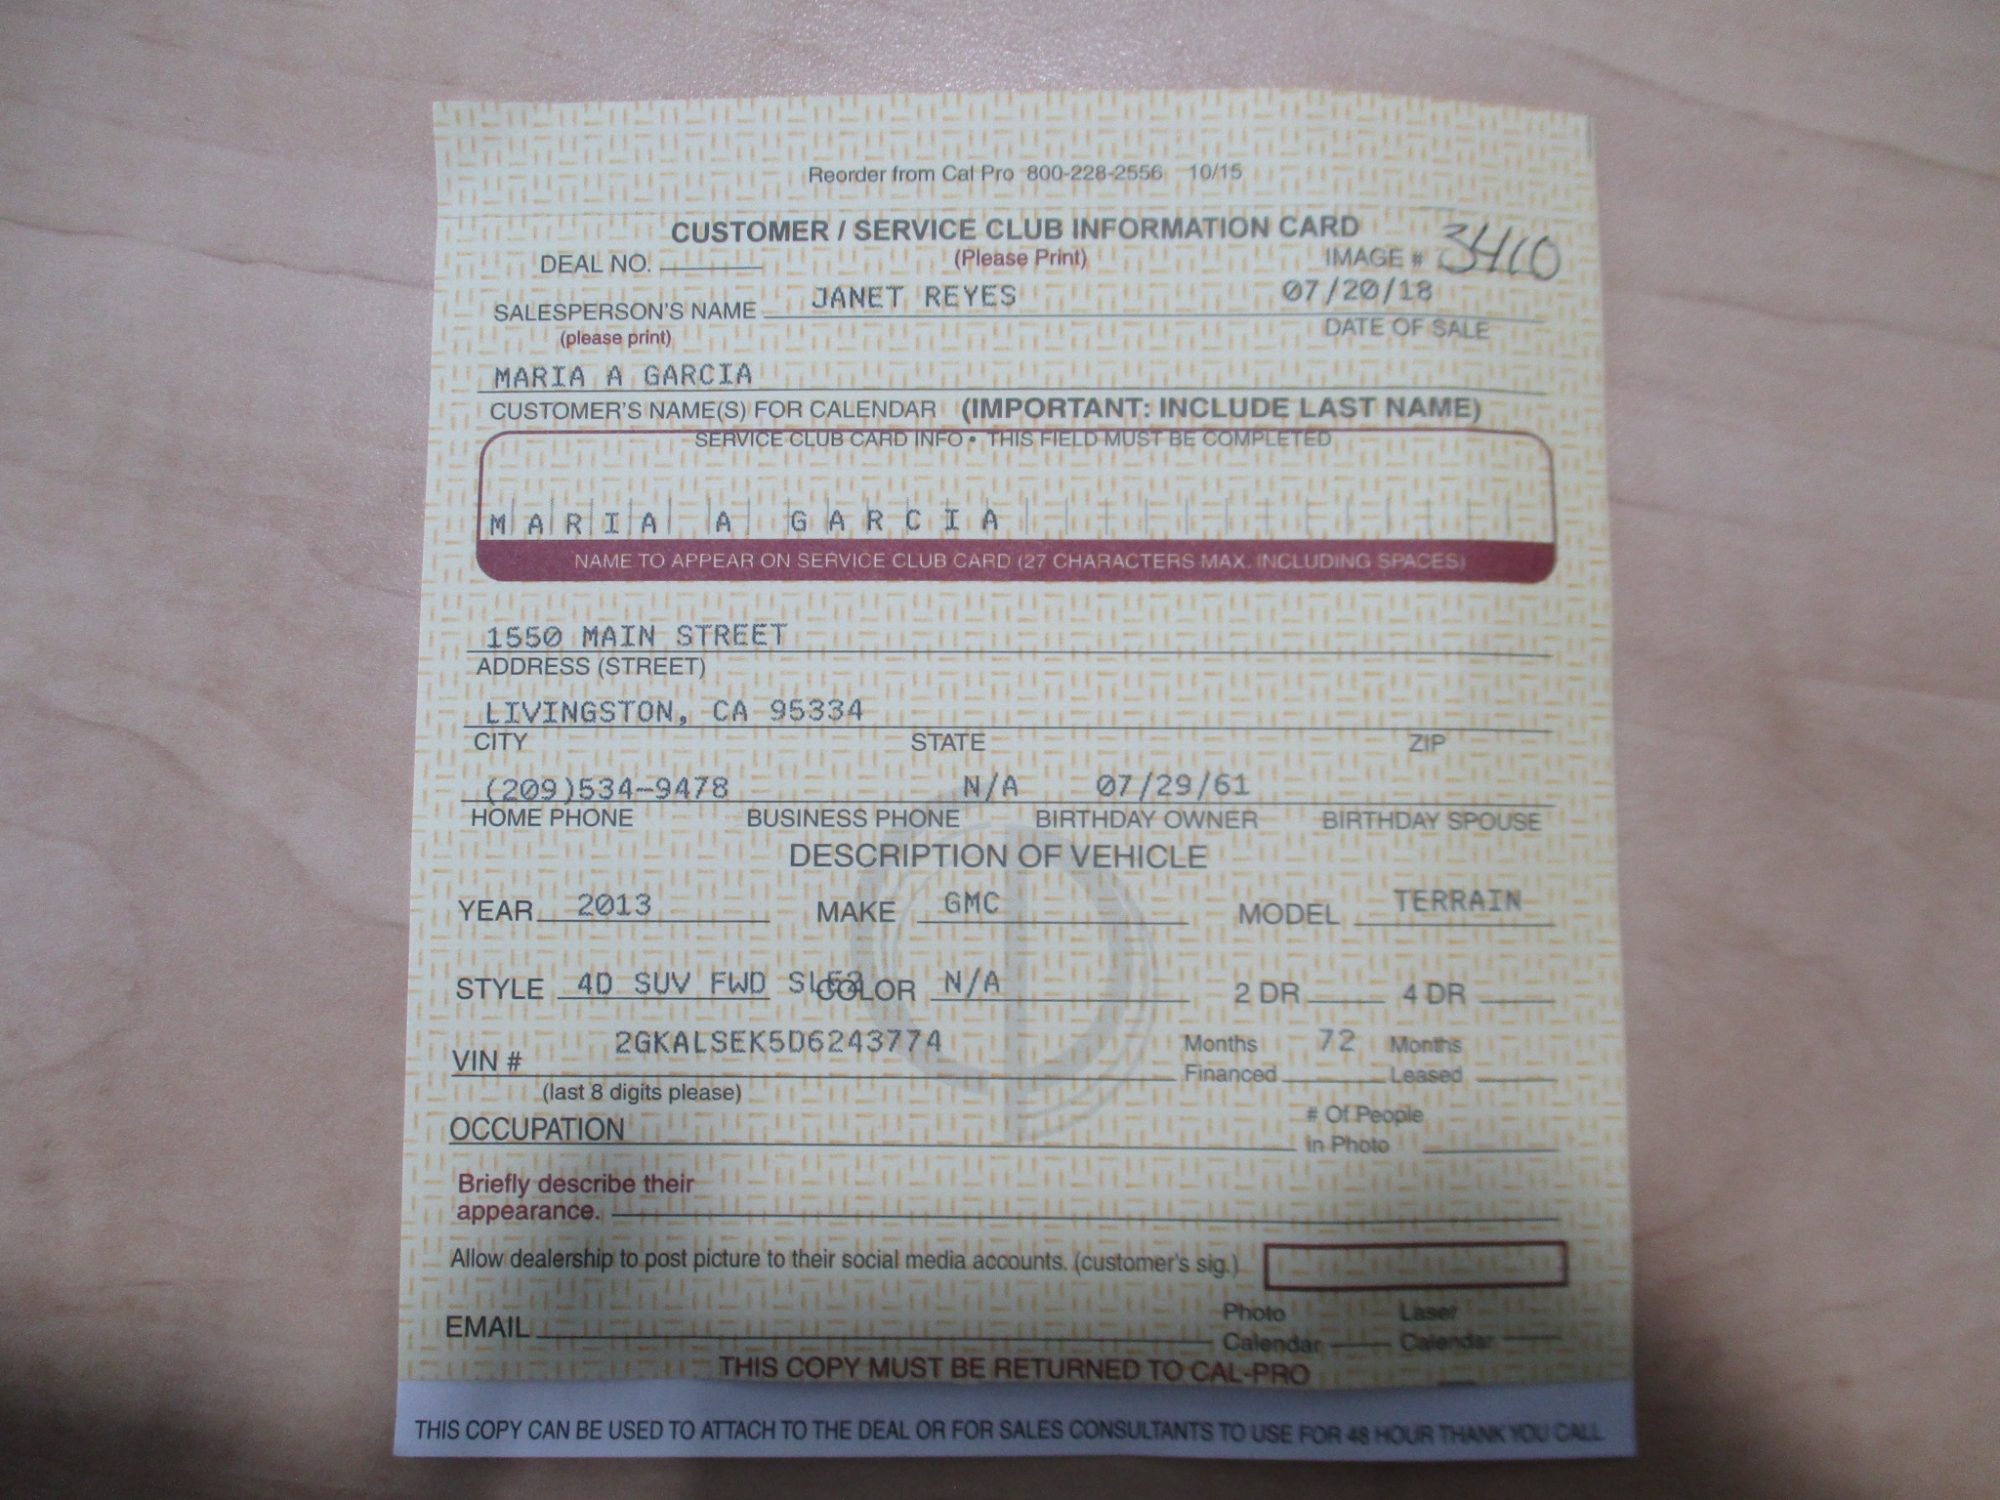 Reorder from Cal Pro 800-228-2556 10/15
CUSTOMER / SERVICE CLUB INFORMATION CARD
DEAL NO. (Please Print) IMAGE # 3410
SALESPERSON'S NAME JANET REYES 07/20/18
(please print) DATE OF SALE
MARIA A GARCIA
CUSTOMER'S NAME(S) FOR CALENDAR (IMPORTANT: INCLUDE LAST NAME)
SERVICE CLUB CARD INFO • THIS FIELD MUST BE COMPLETED
M A R I A A G A R C I A
NAME TO APPEAR ON SERVICE CLUB CARD (27 CHARACTERS MAX. INCLUDING SPACES)
1550 MAIN STREET
ADDRESS (STREET)
LIVINGSTON, CA 95334
CITY STATE ZIP
(209)534-9478 N/A 07/29/61
HOME PHONE BUSINESS PHONE BIRTHDAY OWNER BIRTHDAY SPOUSE
DESCRIPTION OF VEHICLE
YEAR 2013 MAKE GMC MODEL TERRAIN
STYLE 4D SUV FWD SLE2 COLOR N/A 2 DR 4 DR
VIN # 2GKALSEK5D6243774 Months Financed 72 Months Leased
(last 8 digits please)
OCCUPATION # Of People in Photo
Briefly describe their
appearance.
Allow dealership to post picture to their social media accounts. (customer's sig.)
EMAIL Photo Calendar Laser Calendar
THIS COPY MUST BE RETURNED TO CAL-PRO
THIS COPY CAN BE USED TO ATTACH TO THE DEAL OR FOR SALES CONSULTANTS TO USE FOR 48 HOUR THANK YOU CALL